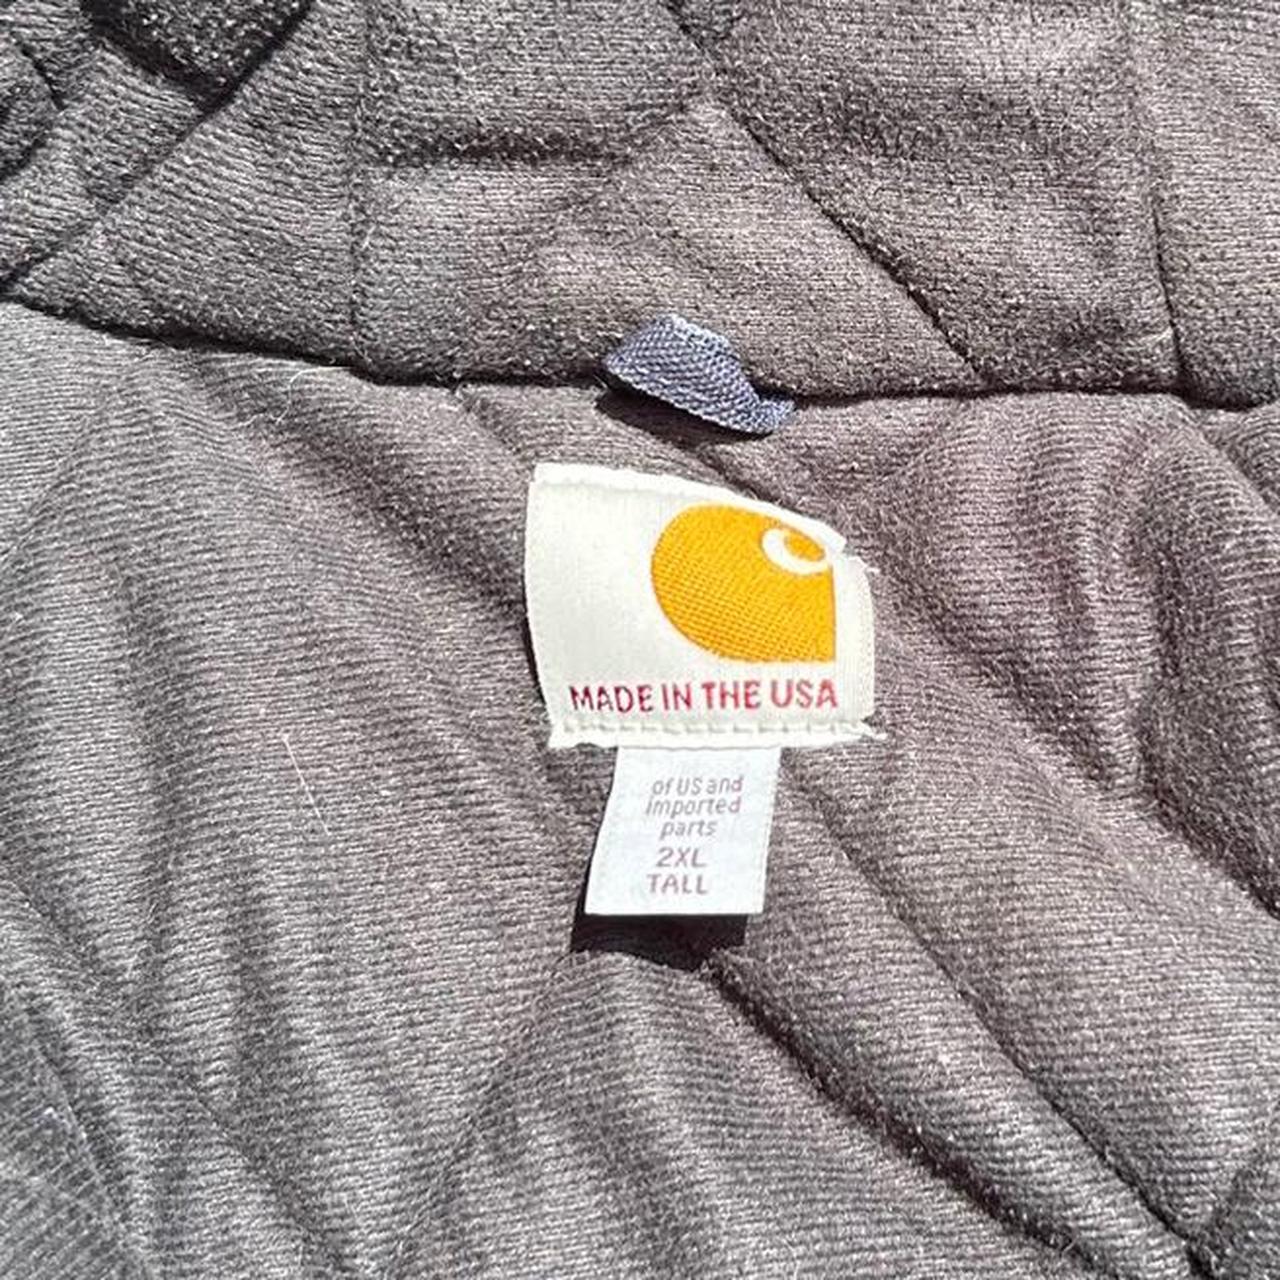 MADE IN THE USA
of US and
imported
parts
2XL
TALL